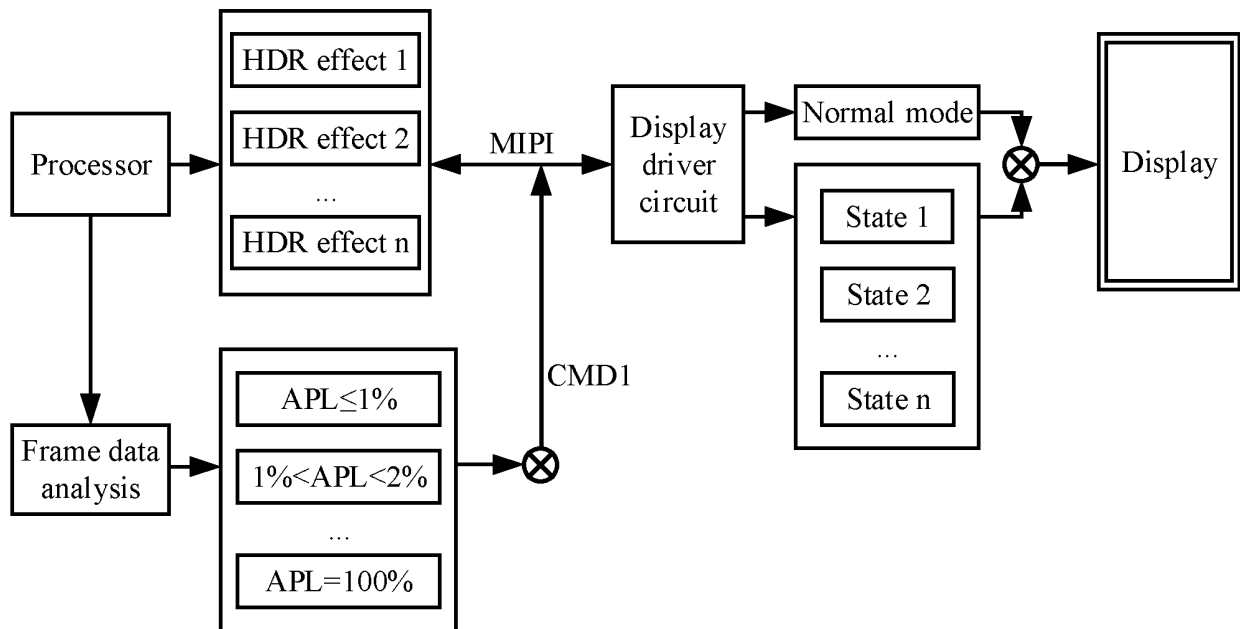 Processor
HDR effect 1
HDR effect 2
...
HDR effect n
MIPI
Display
driver
circuit
Normal mode
State 1
State 2
...
State n
Display
Frame data
analysis
APL≤1%
1%<APL<2%
...
APL=100%
CMD1